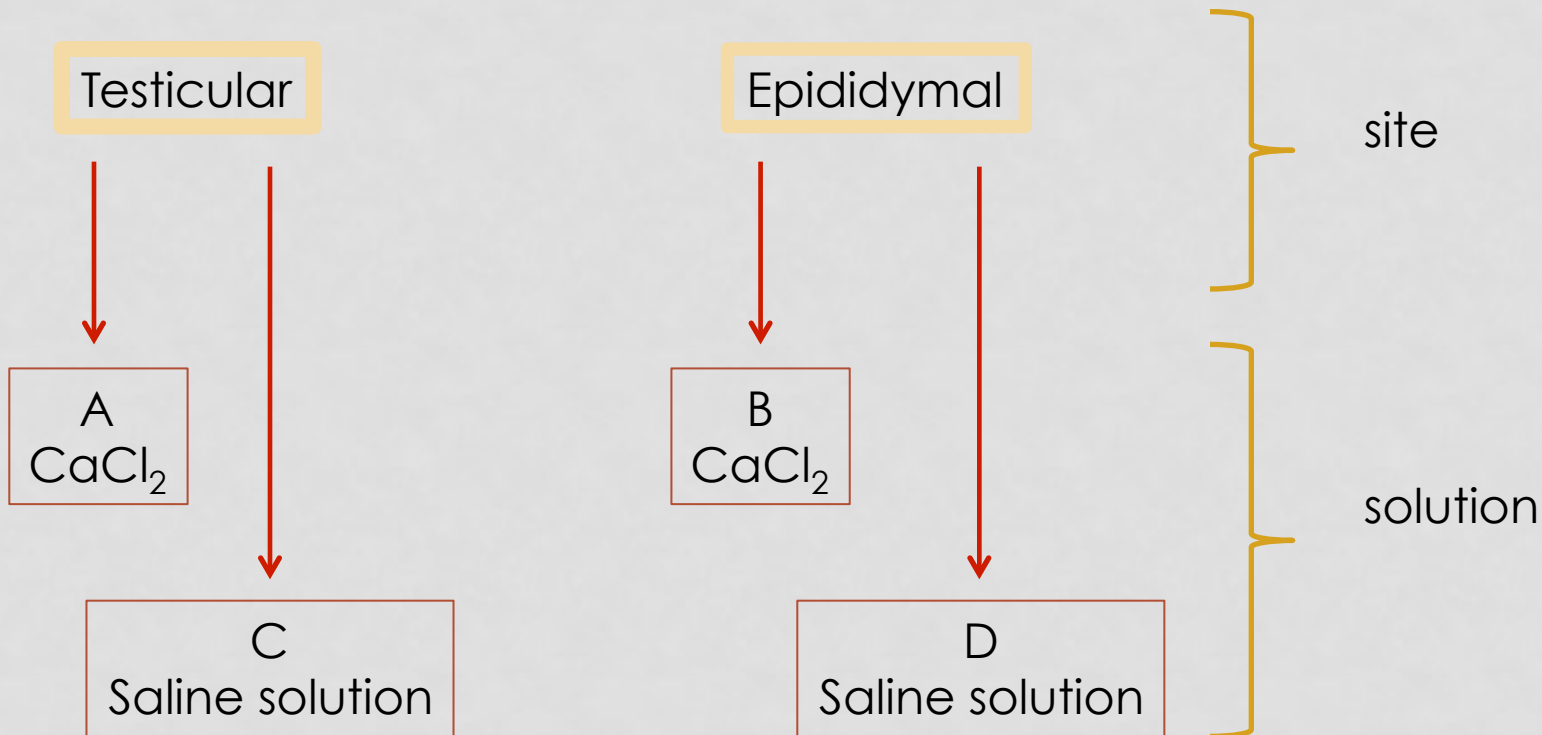 Testicular
Epididymal
site
A
CaCl₂
B
CaCl₂
solution
C
Saline solution
D
Saline solution